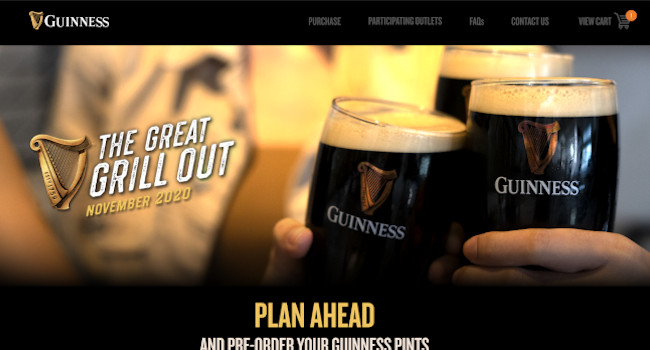 GUINNESS
PURCHASE
PARTICIPATING OUTLETS
FAQs
CONTACT US
VIEW CART
1
THE GREAT
GRILL OUT
NOVEMBER 2020
GUINNESS
GUINNESS
PLAN AHEAD
AND PRE-ORDER YOUR GUINNESS PINTS